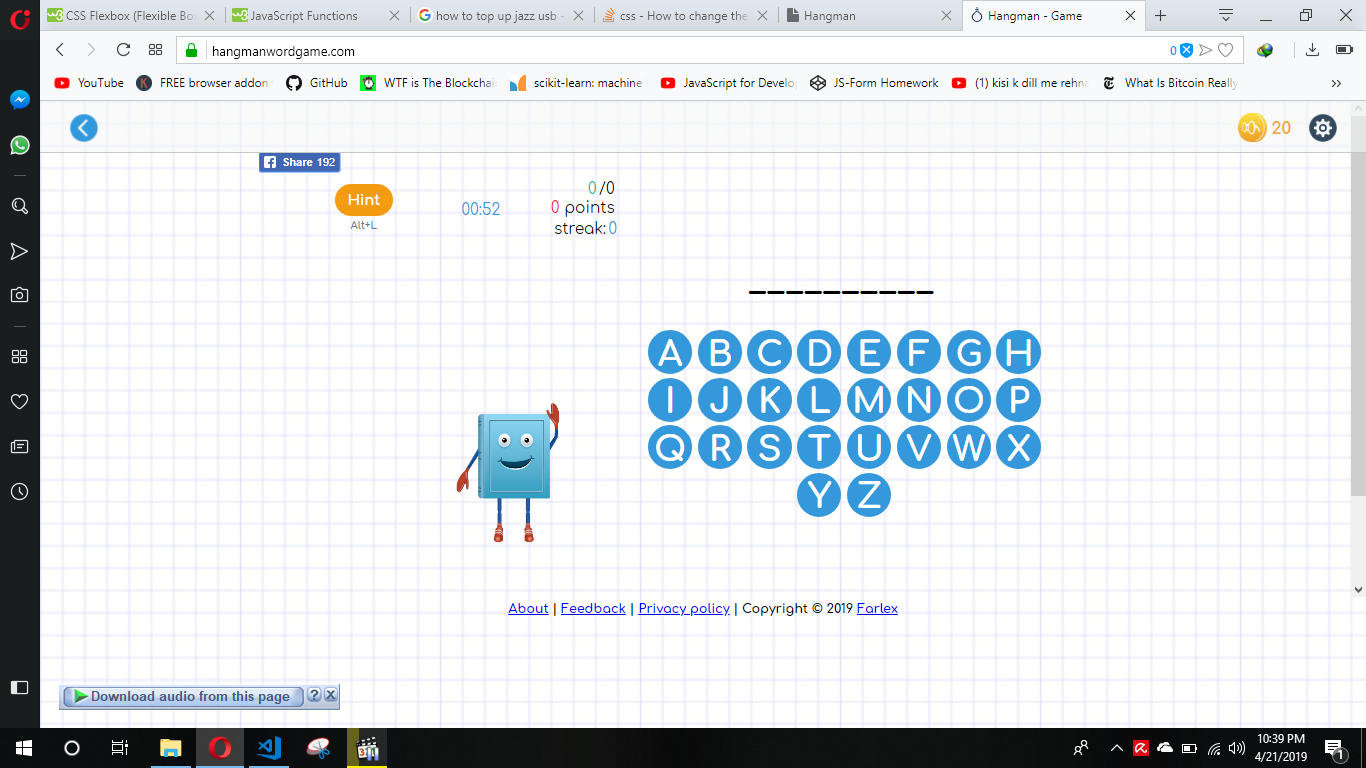 CSS Flexbox (Flexible Bo
JavaScript Functions
how to top up jazz usb -
css - How to change the
Hangman
Hangman - Game
hangmanwordgame.com
0
YouTube
FREE browser addon
GitHub
WTF is The Blockchai
scikit-learn: machine
JavaScript for Develo
JS-Form Homework
(1) kisi k dill me rehn
What Is Bitcoin Really
20
Share 192
Hint
Alt+L
00:52
0/0
0 points
streak:0
A B C D E F G H
I J K L M N O P
Q R S T U V W X
Y Z
About | Feedback | Privacy policy | Copyright © 2019 Farlex
Download audio from this page ? X
10:39 PM
4/21/2019
1